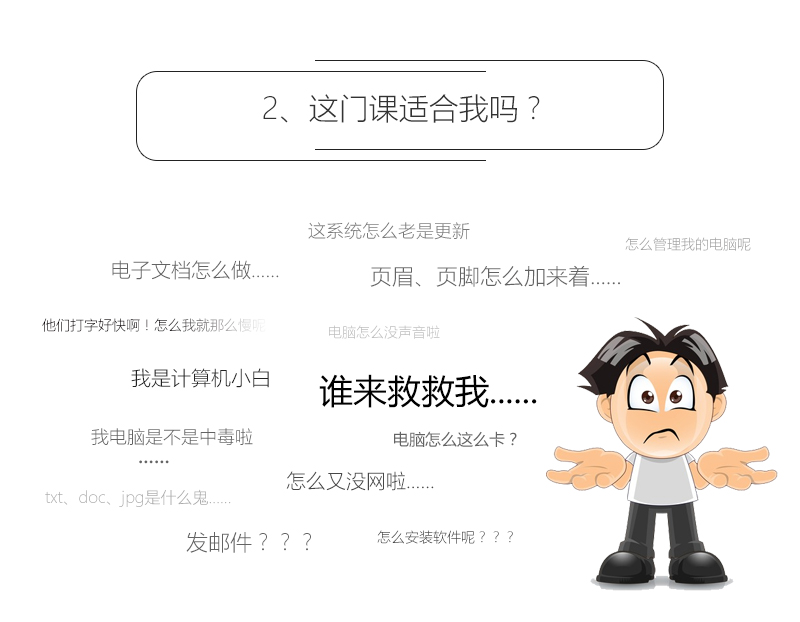 2、这门课适合我吗？
这系统怎么老是更新
怎么管理我的电脑呢
电子文档怎么做......
页眉、页脚怎么加来着......
他们打字好快啊！怎么我就那么慢呢
电脑怎么没声音啦
我是计算机小白
谁来救救我......
我电脑是不是中毒啦
......
电脑怎么这么卡？
怎么又没网啦......
txt、doc、jpg是什么鬼......
发邮件？？？
怎么安装软件呢？？？